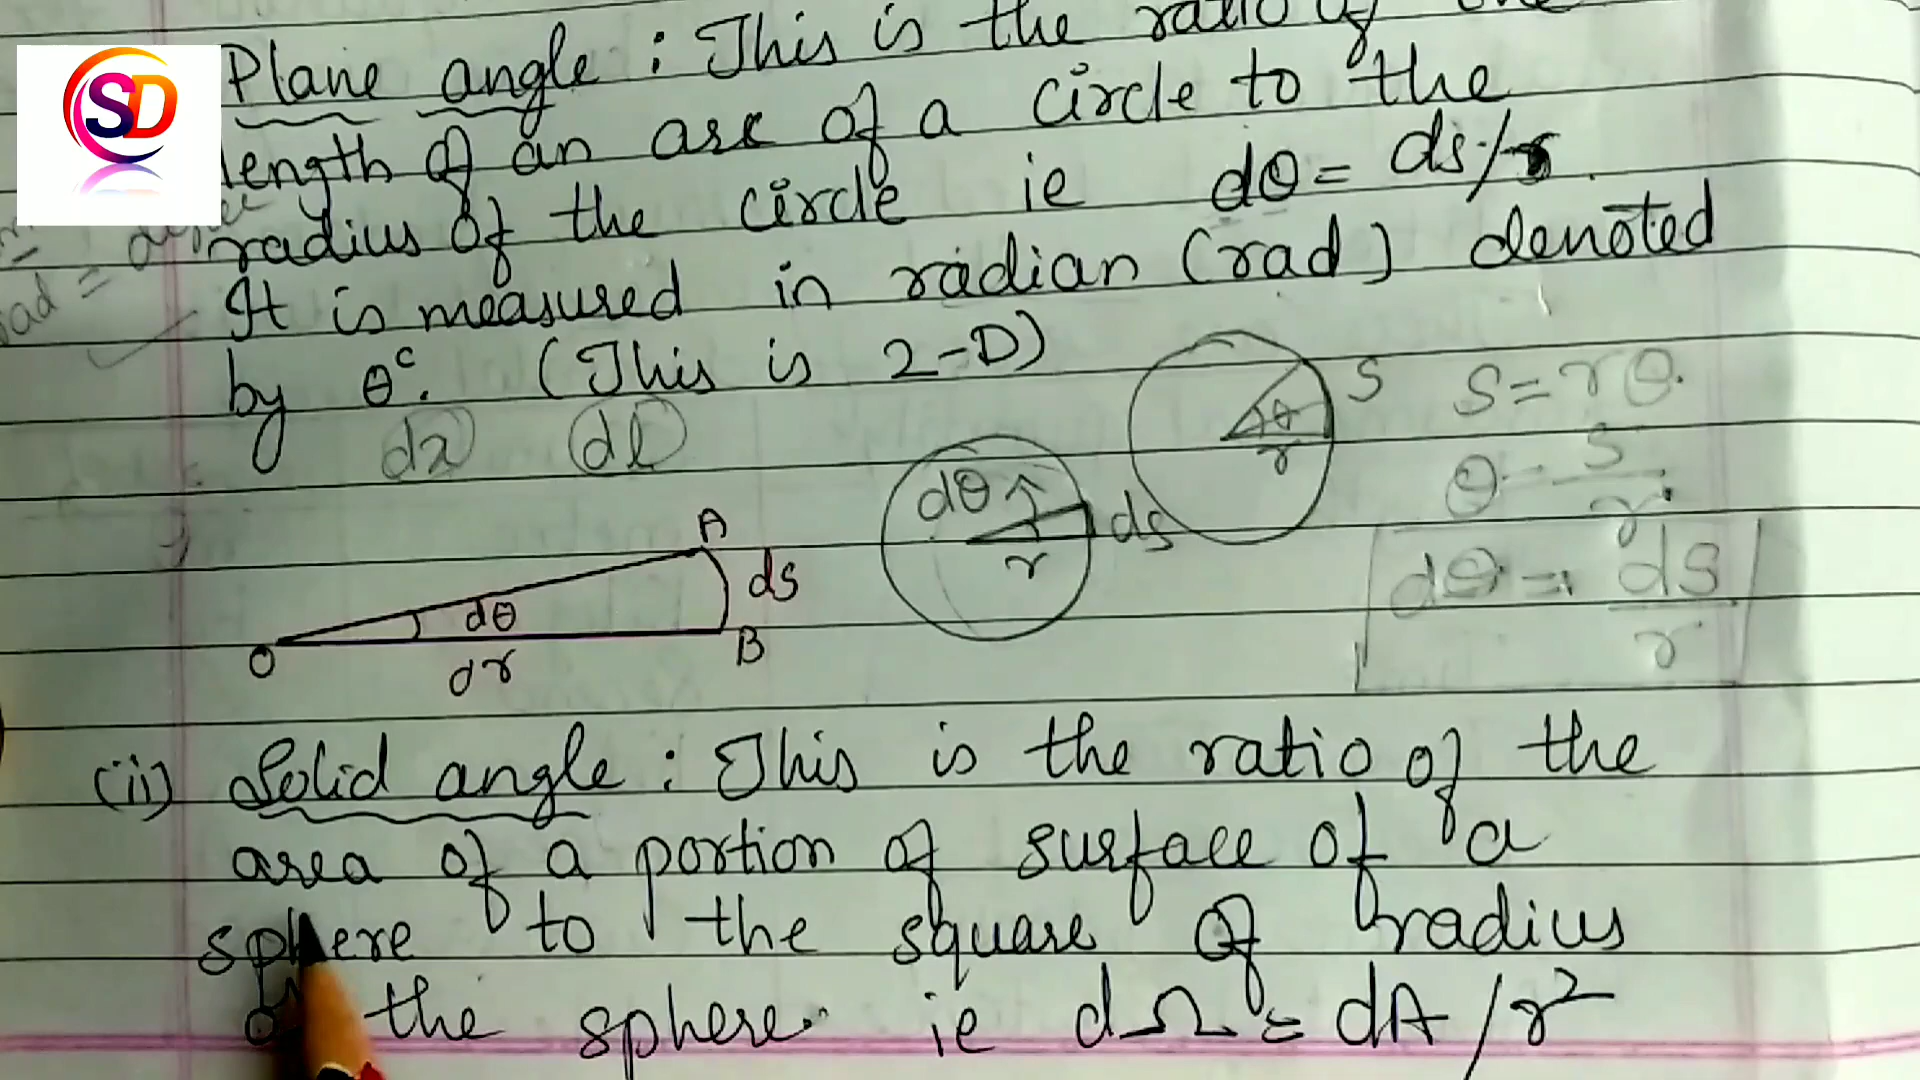 SD
Plane angle : This is the ratio of the
length of an arc of a circle to the
radius of the circle ie dθ = ds/r
It is measured in radian (rad) denoted
by θᶜ. (This is 2-D)
dx dl
S
θ
r
S = rθ.
θ = S/r
dθ = dS/r
dθ
r
ds
A
ds
dθ
O
B
dr
(ii) Solid angle : This is the ratio of the
area of a portion of surface of a
sphere to the square of radius
of the sphere. ie dΩ = dA/r²